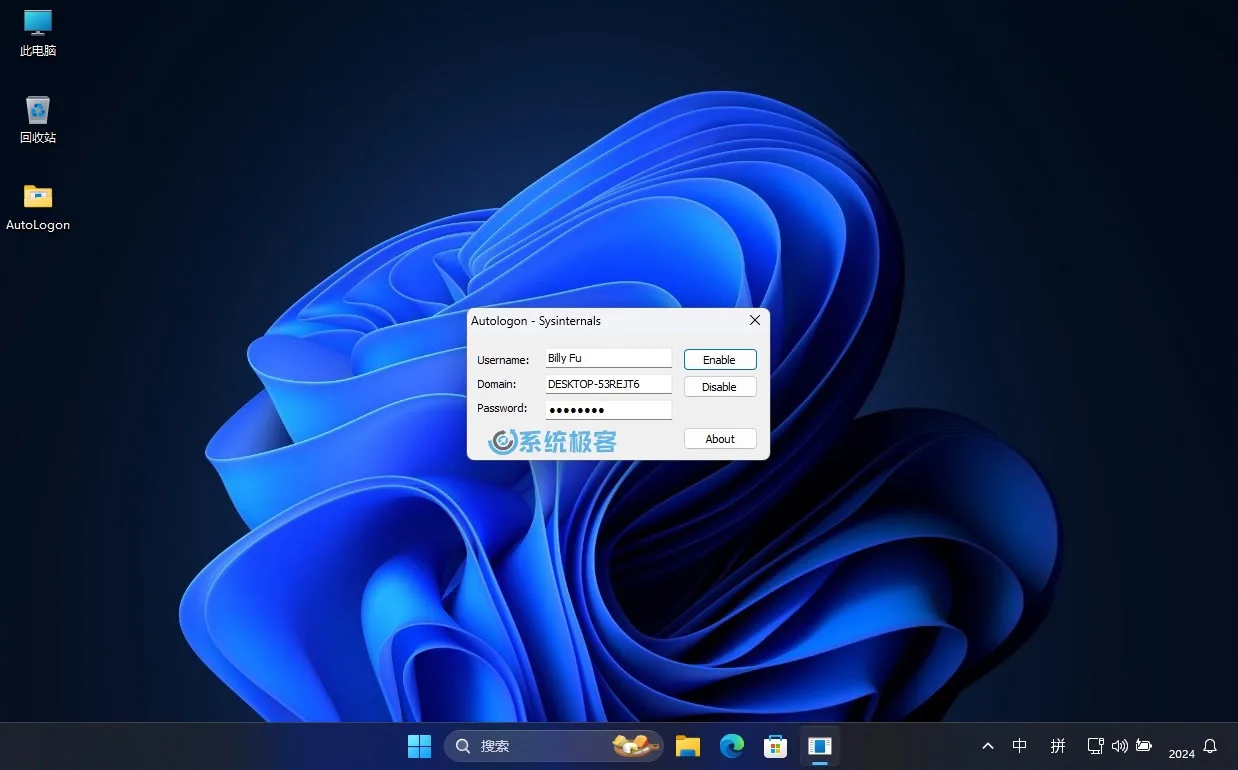 此电脑
回收站
AutoLogon
Autologon - Sysinternals
Username: Billy Fu Enable
Domain: DESKTOP-53REJT6 Disable
Password: ●●●●●●●●
系统极客 About
搜索 中 拼 2024